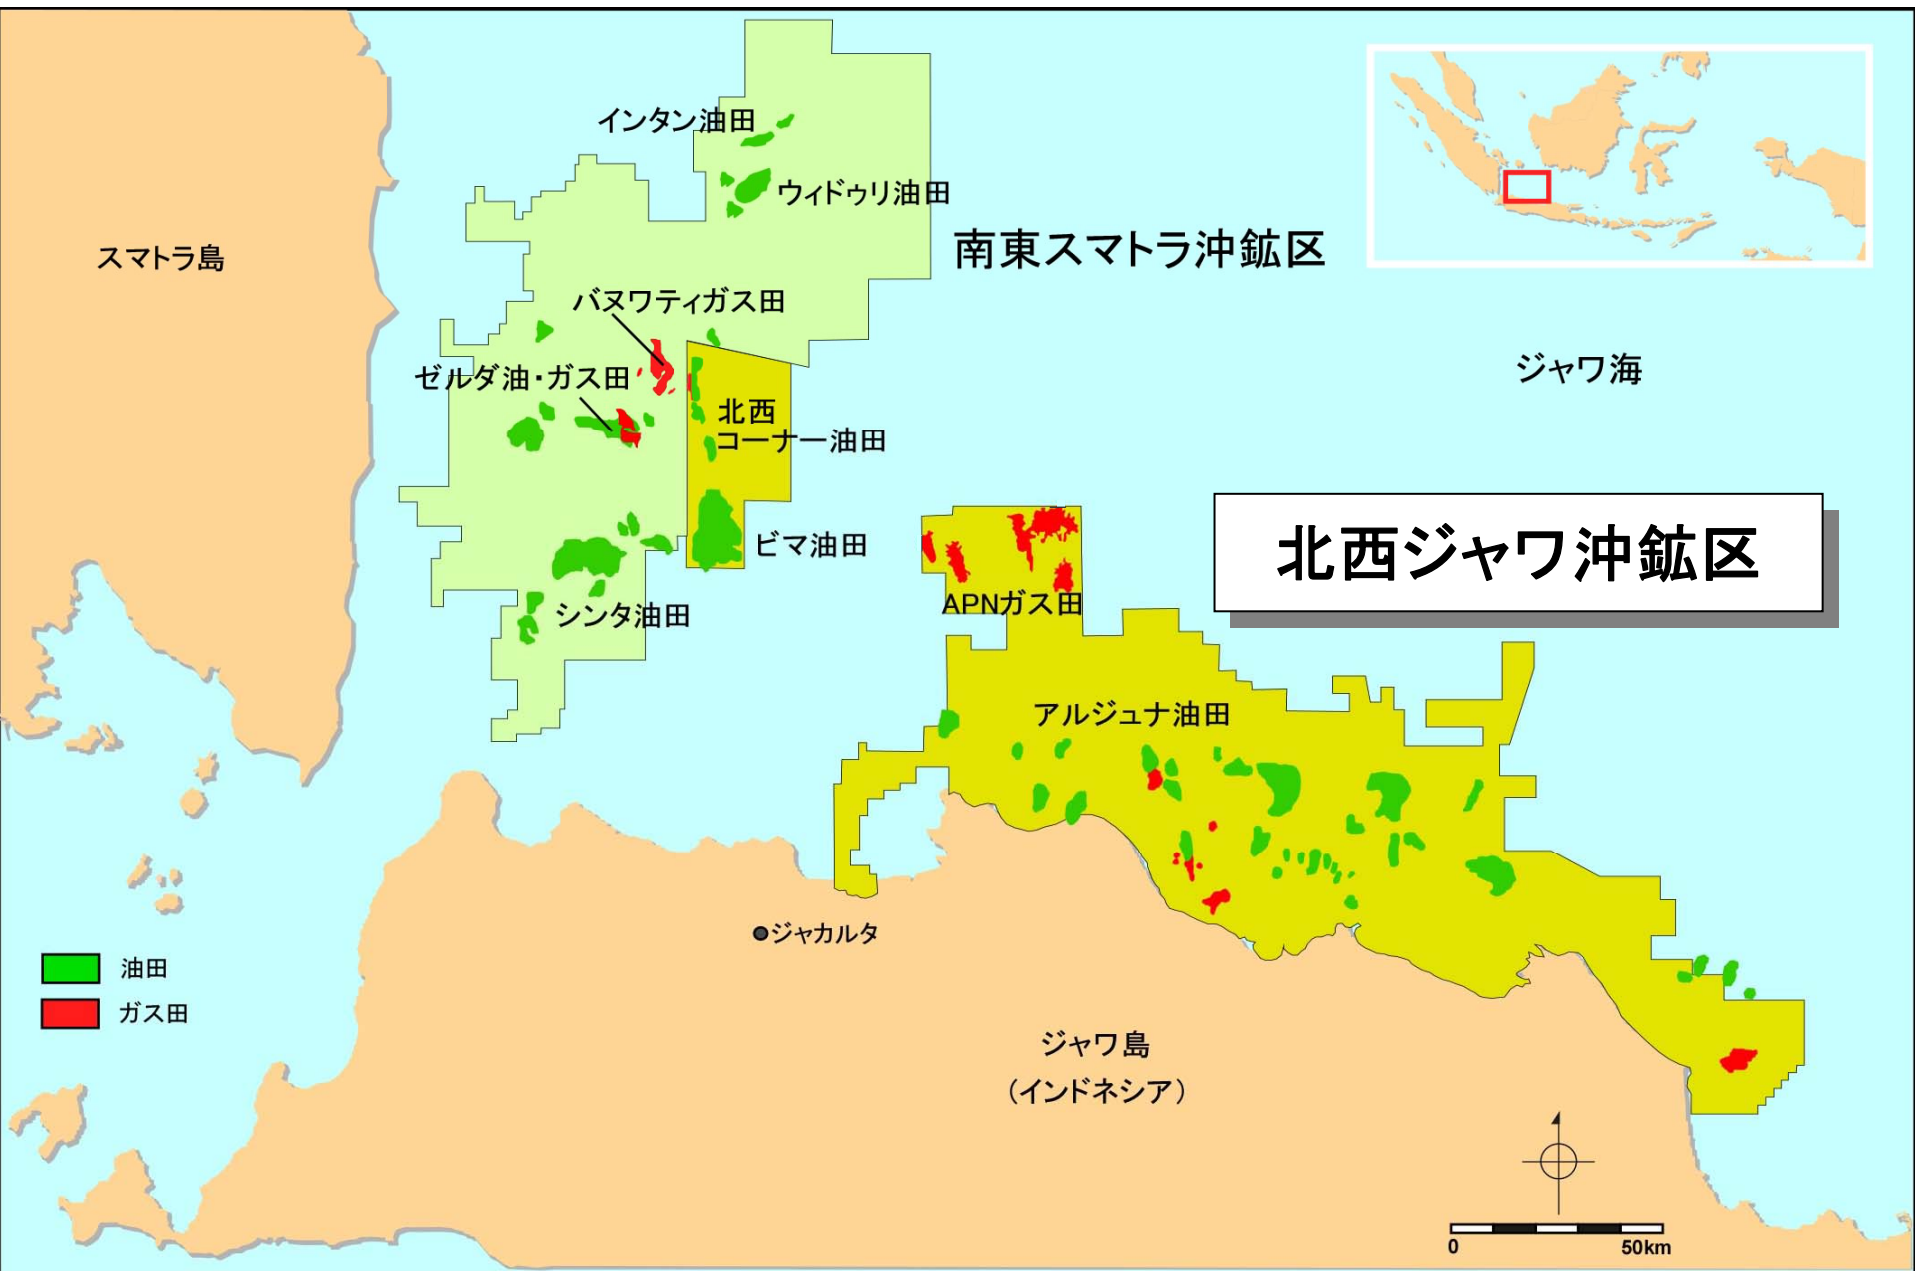 インタン油田
ウィドゥリ油田
南東スマトラ沖鉱区
スマトラ島
バヌワティガス田
ゼルダ油・ガス田
ジャワ海
北西
コーナー油田
ビマ油田
北西ジャワ沖鉱区
APNガス田
シンタ油田
アルジュナ油田
ジャカルタ
油田
ガス田
ジャワ島
（インドネシア）
0 50km